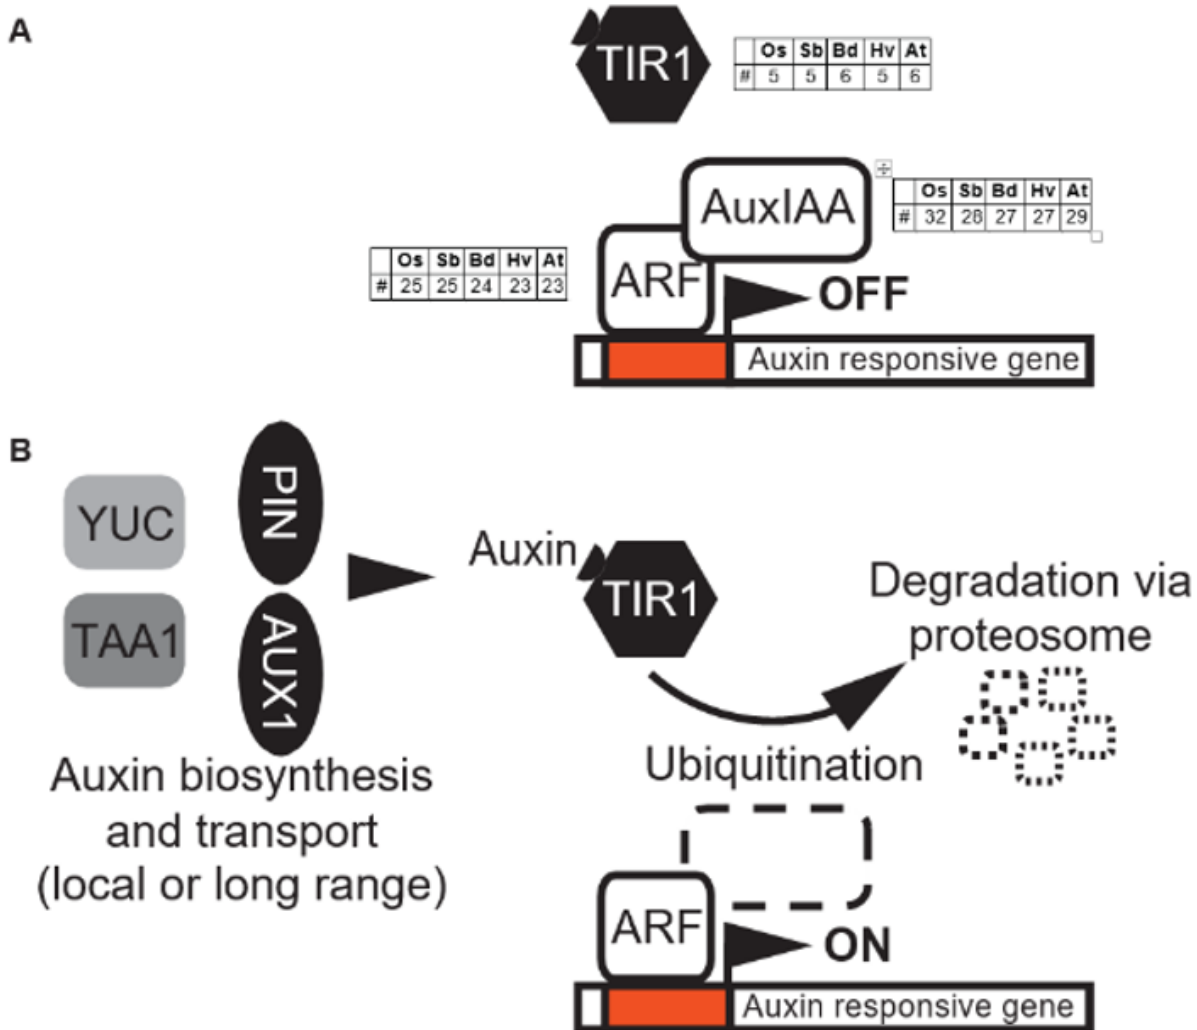 A
TIR1
Os Sb Bd Hv At
# 5 5 6 5 6
AuxIAA
Os Sb Bd Hv At
# 32 28 27 27 29
Os Sb Bd Hv At
# 25 25 24 23 23
ARF
OFF
Auxin responsive gene
B
YUC
TAA1
PIN
AUX1
Auxin biosynthesis
and transport
(local or long range)
Auxin
TIR1
Degradation via
proteosome
Ubiquitination
ARF
ON
Auxin responsive gene